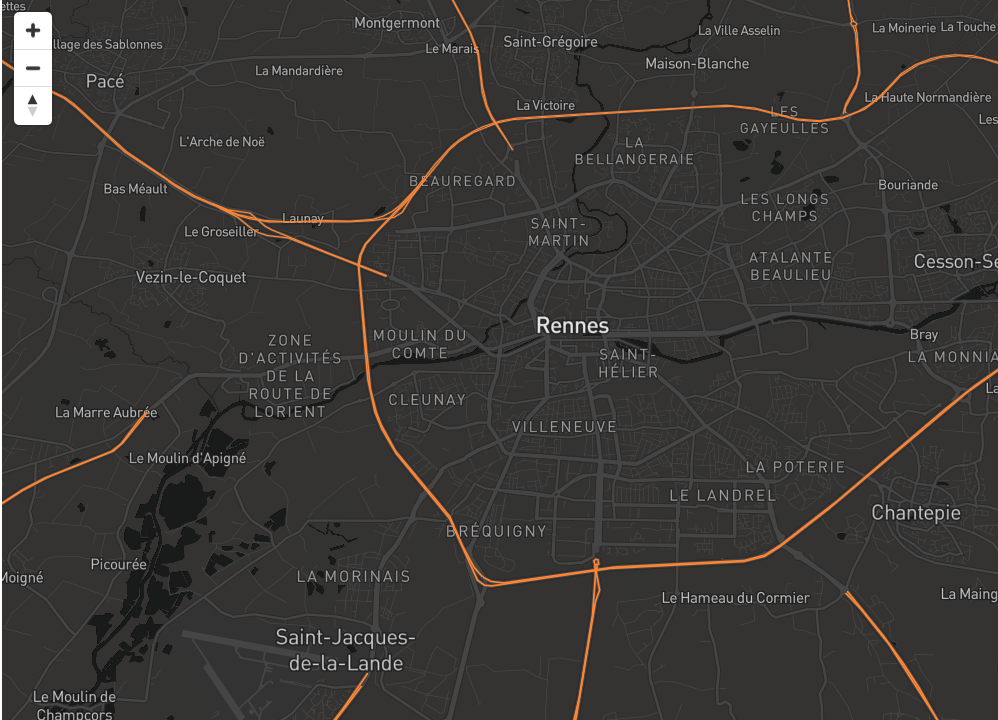 ettes
Montgermont
La Ville Asselin
La Moinerie
La Touche
llage des Sablonnes
Le Marais
Saint-Grégoire
Maison-Blanche
Pacé
La Mandardière
La Victoire
La Haute Normandière
LES
GAYEULLES
Les
L'Arche de Noë
LA
BELLANGERAIE
BEAUREGARD
Bas Méault
Bouriande
LES LONGS
CHAMPS
Launay
Le Groseiller
SAINT-
MARTIN
ATALANTE
BEAULIEU
Cesson-Se
Vezin-le-Coquet
Rennes
Bray
ZONE
D'ACTIVITÉS
DE LA
ROUTE DE
LORIENT
MOULIN DU
COMTE
SAINT-
HÉLIER
LA MONNIA
La
CLEUNAY
La Marre Aubrée
VILLENEUVE
Le Moulin d'Apigné
LA POTERIE
LE LANDREL
Chantepie
BRÉQUIGNY
Picourée
Moigné
LA MORINAIS
Le Hameau du Cormier
La Maing
Saint-Jacques-
de-la-Lande
Le Moulin de
Champcors